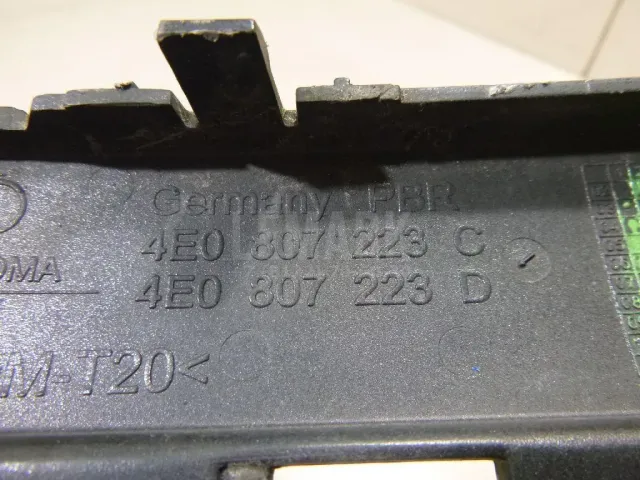 Germany PBR
4E0 807 223 C
OMA
4E0 807 223 D
M-T20<